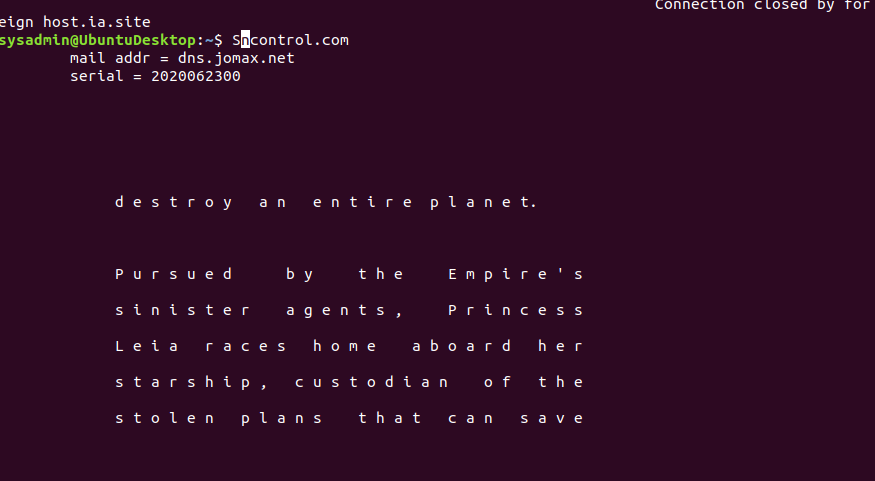 Connection closed by for
eign host.ia.site
sysadmin@UbuntuDesktop:~$ Sncontrol.com
mail addr = dns.jomax.net
serial = 2020062300
destroy an entire planet.
Pursued by the Empire's
sinister agents, Princess
Leia races home aboard her
starship, custodian of the
stolen plans that can save